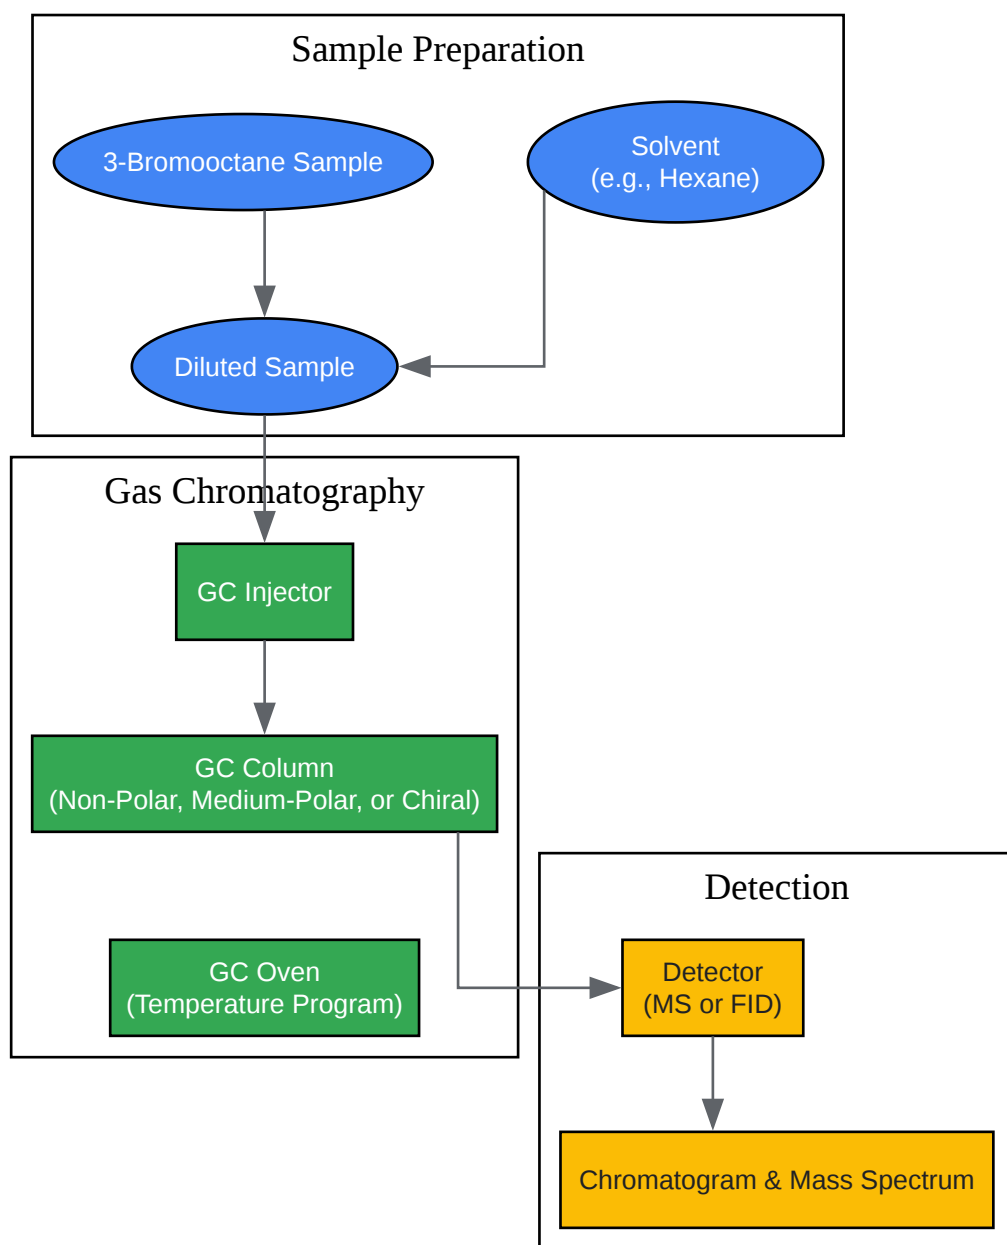 Sample Preparation
3-Bromooctane Sample
Solvent
(e.g., Hexane)
Diluted Sample
Gas Chromatography
GC Injector
GC Column
(Non-Polar, Medium-Polar, or Chiral)
GC Oven
(Temperature Program)
Detection
Detector
(MS or FID)
Chromatogram & Mass Spectrum